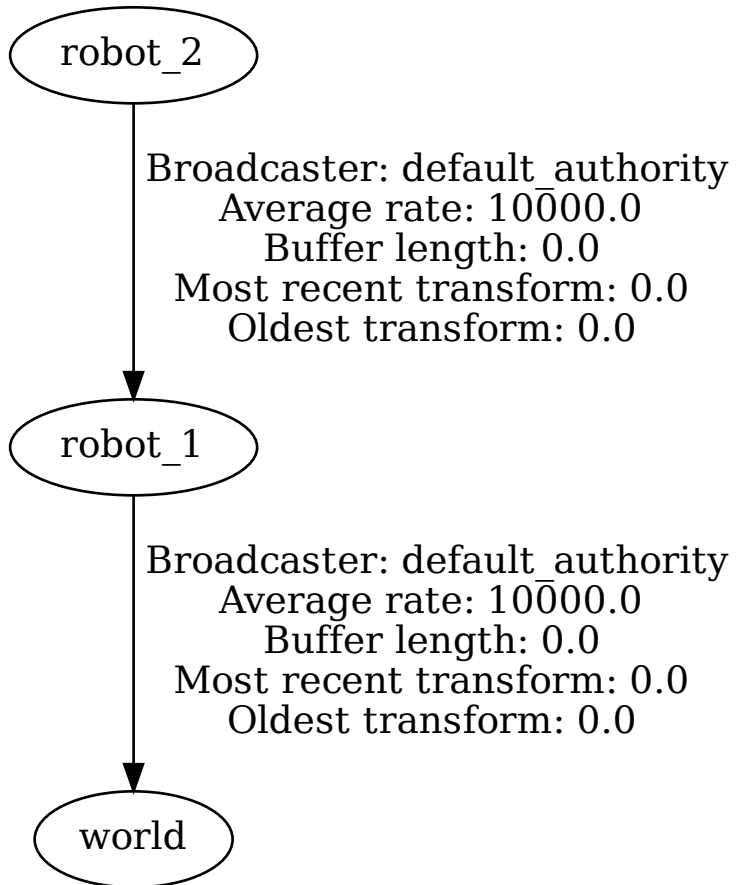 robot_2
Broadcaster: default_authority
Average rate: 10000.0
Buffer length: 0.0
Most recent transform: 0.0
Oldest transform: 0.0
robot_1
Broadcaster: default_authority
Average rate: 10000.0
Buffer length: 0.0
Most recent transform: 0.0
Oldest transform: 0.0
world